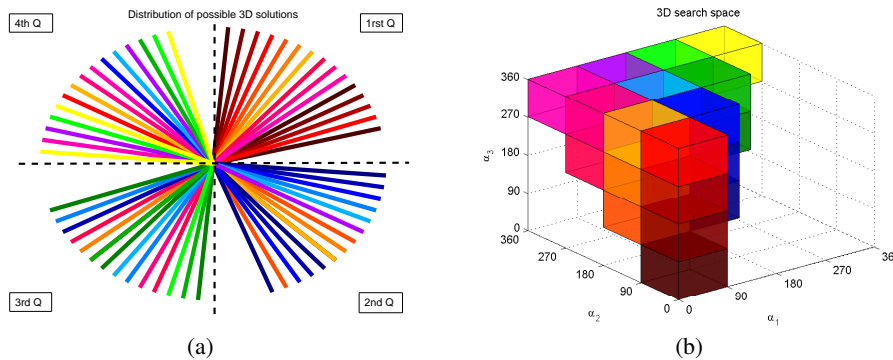 Distribution of possible 3D solutions
4th Q
1rst Q
3rd Q
2nd Q
(a)
3D search space
360
270
180
90
0
360
270
180
90
0
0
90
180
270
36
α3
α2
α1
(b)